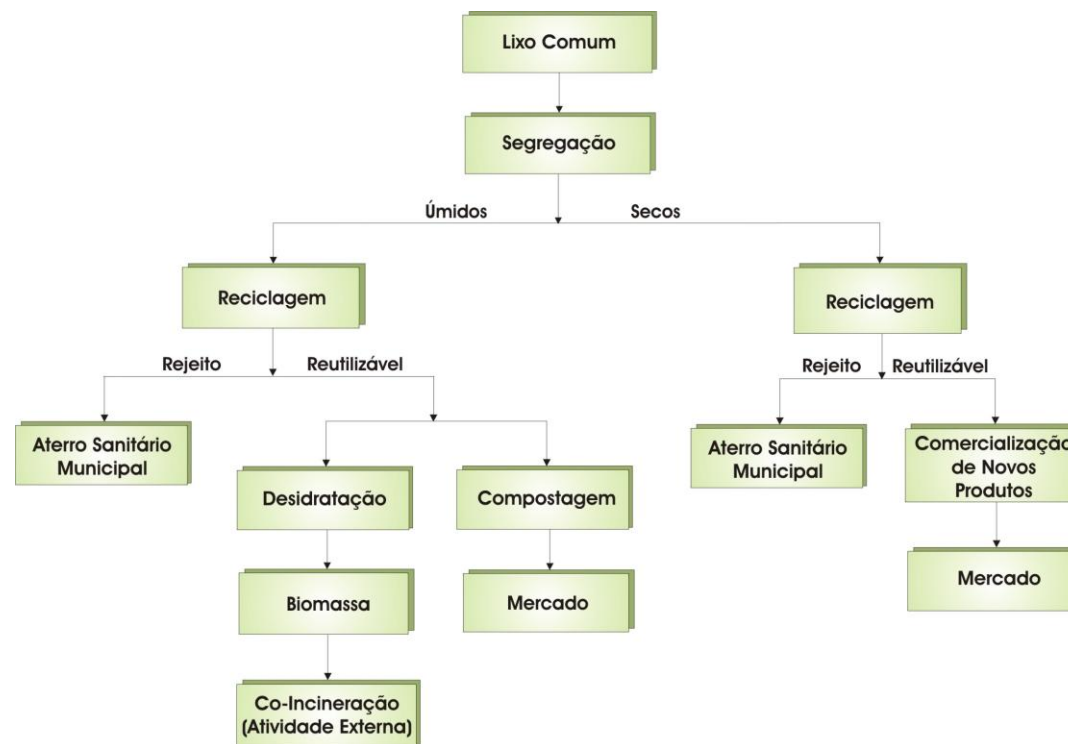 Lixo Comum
Segregação
Úmidos
Secos
Reciclagem
Reciclagem
Rejeito
Reutilizável
Rejeito
Reutilizável
Aterro Sanitário
Municipal
Aterro Sanitário
Municipal
Comercialização
de Novos
Produtos
Desidratação
Compostagem
Mercado
Biomassa
Mercado
Co-Incineração
(Atividade Externa)